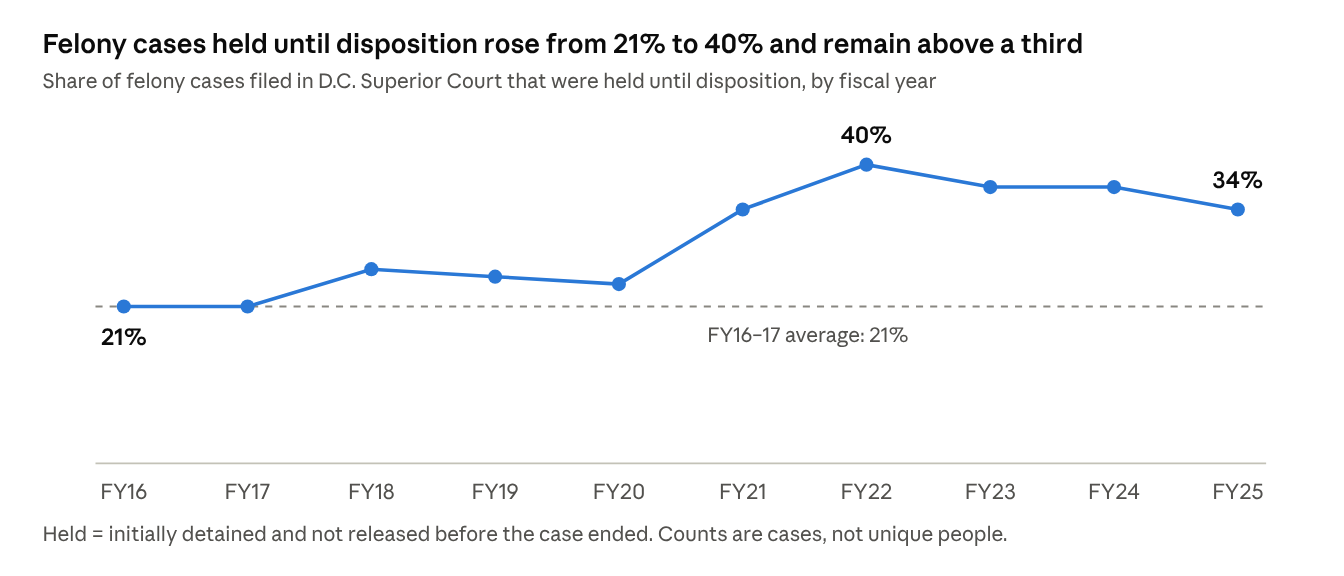 Felony cases held until disposition rose from 21% to 40% and remain above a third
Share of felony cases filed in D.C. Superior Court that were held until disposition, by fiscal year
40%
34%
21%
FY16–17 average: 21%
FY16 FY17 FY18 FY19 FY20 FY21 FY22 FY23 FY24 FY25
Held = initially detained and not released before the case ended. Counts are cases, not unique people.